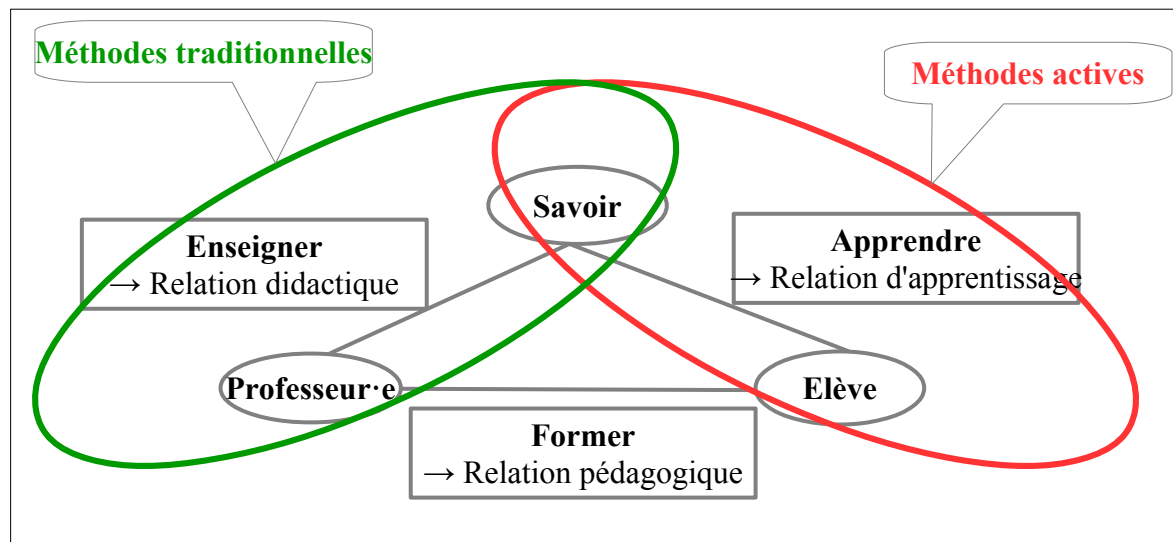 Méthodes traditionnelles
Méthodes actives
Savoir
Enseigner
→ Relation didactique
Apprendre
→ Relation d'apprentissage
Professeur·e
Elève
Former
→ Relation pédagogique